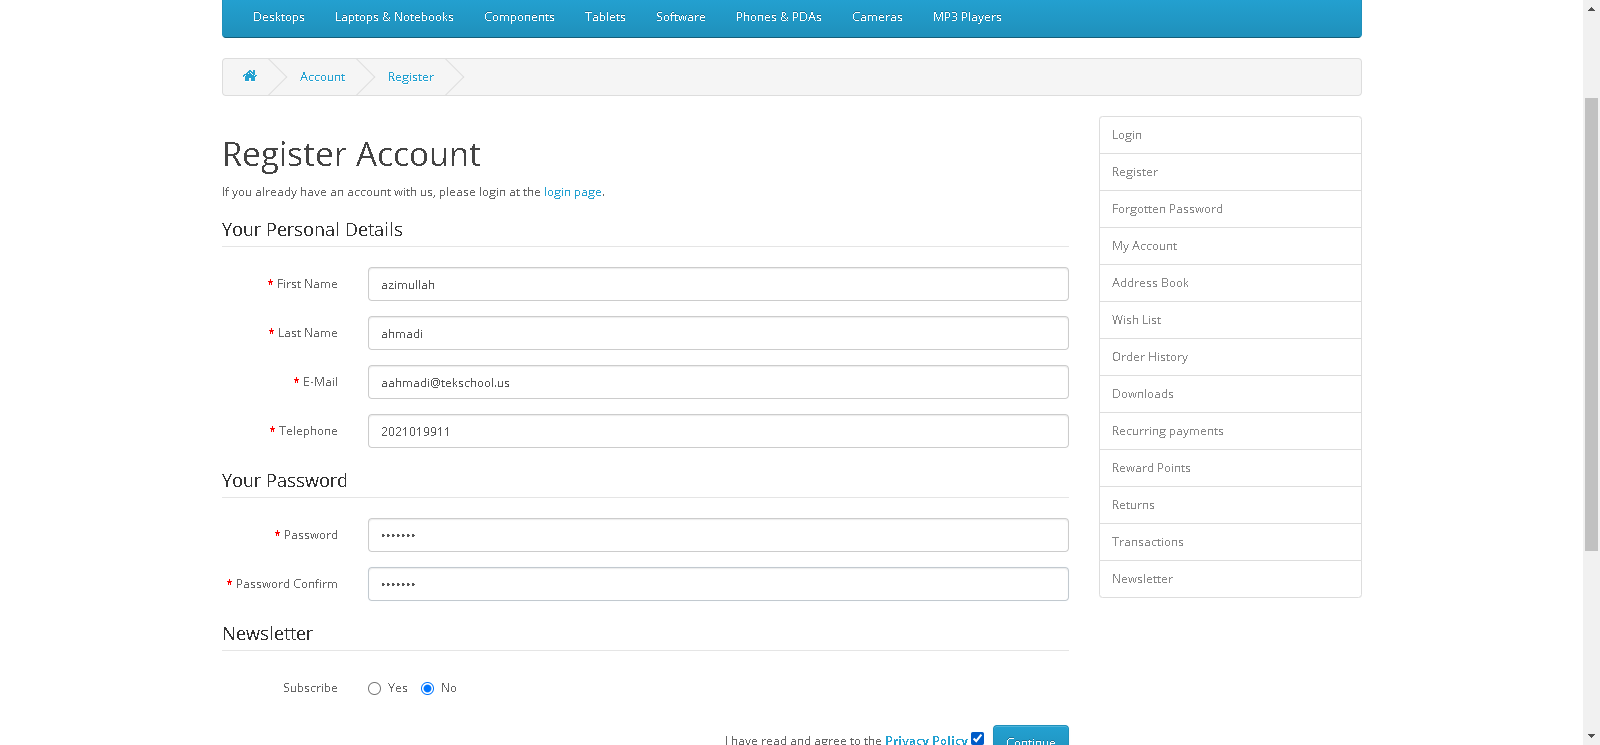 Desktops Laptops & Notebooks Components Tablets Software Phones & PDAs Cameras MP3 Players
Account Register
Register Account
If you already have an account with us, please login at the login page.
Your Personal Details
* First Name azimullah
* Last Name ahmadi
* E-Mail aahmadi@tekschool.us
* Telephone 2021019911
Your Password
* Password •••••••
* Password Confirm •••••••
Newsletter
Subscribe Yes No
I have read and agree to the Privacy Policy Continue
Login
Register
Forgotten Password
My Account
Address Book
Wish List
Order History
Downloads
Recurring payments
Reward Points
Returns
Transactions
Newsletter